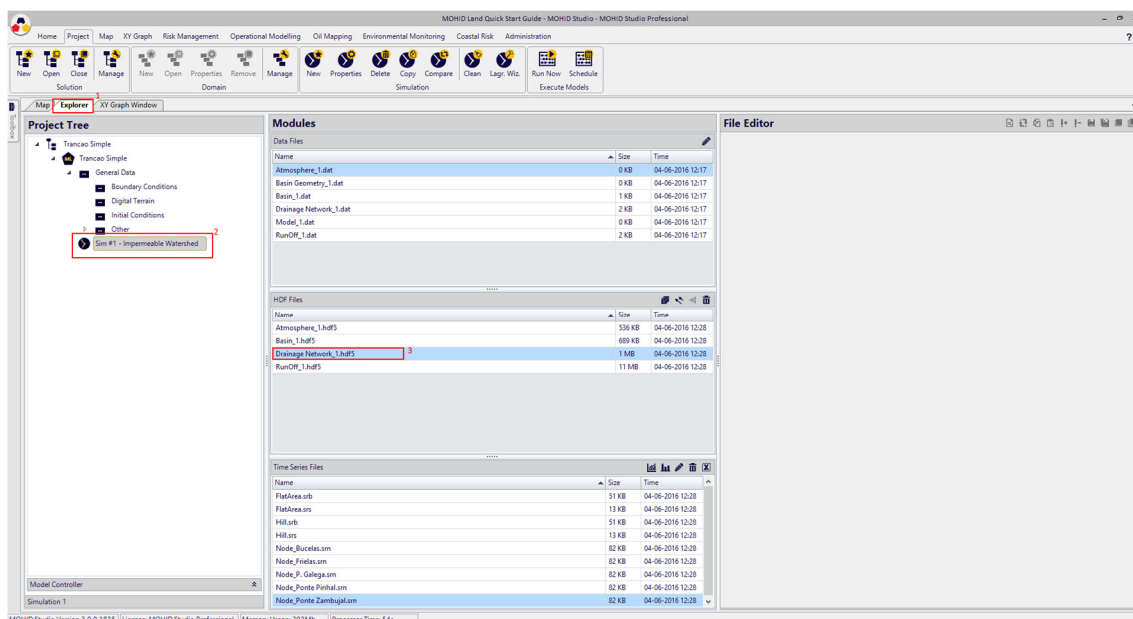 MOHID Land Quick Start Guide - MOHID Studio - MOHID Studio Professional
Home Project Map XY Graph Risk Management Operational Modelling Oil Mapping Environmental Monitoring Coastal Risk Administration ?
New Open Close Manage New Open Properties Remove Manage New Properties Delete Copy Compare Clean Lagr. Wiz. Run Now Schedule
Solution Domain Simulation Execute Models
1
Map Explorer XY Graph Window
Toolbox
Project Tree
Trancao Simple
ML Trancao Simple
General Data
Boundary Conditions
Digital Terrain
Initial Conditions
Other
2
Sim #1 - Impermeable Watershed
Model Controller
Simulation 1
Modules
Data Files
Name Size Time
Atmosphere_1.dat 0 KB 04-06-2016 12:17
Basin Geometry_1.dat 0 KB 04-06-2016 12:17
Basin_1.dat 1 KB 04-06-2016 12:17
Drainage Network_1.dat 2 KB 04-06-2016 12:17
Model_1.dat 0 KB 04-06-2016 12:17
RunOff_1.dat 2 KB 04-06-2016 12:17
HDF Files
Name Size Time
Atmosphere_1.hdf5 536 KB 04-06-2016 12:28
Basin_1.hdf5 689 KB 04-06-2016 12:28
Drainage Network_1.hdf5 3 1 MB 04-06-2016 12:28
RunOff_1.hdf5 11 MB 04-06-2016 12:28
Time Series Files
Name Size Time
FlatArea.srb 51 KB 04-06-2016 12:28
FlatArea.srs 13 KB 04-06-2016 12:28
Hill.srb 51 KB 04-06-2016 12:28
Hill.srs 13 KB 04-06-2016 12:28
Node_Bucelas.srn 82 KB 04-06-2016 12:28
Node_Frielas.srn 82 KB 04-06-2016 12:28
Node_P. Galega.srn 82 KB 04-06-2016 12:28
Node_Ponte Pinhal.srn 82 KB 04-06-2016 12:28
Node_Ponte Zambujal.srn 82 KB 04-06-2016 12:28
File Editor